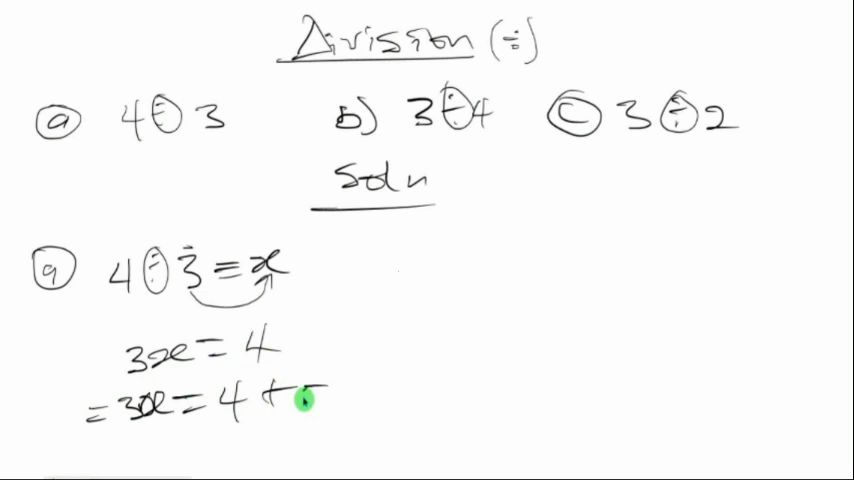 Division (÷)
ⓐ 4 ⊕ 3 b) 3 ⊕ 4 ⓒ 3 ⊕ 2
Soln
ⓐ 4 ⊕ 3 = x
3x = 4
= 3x = 4 +